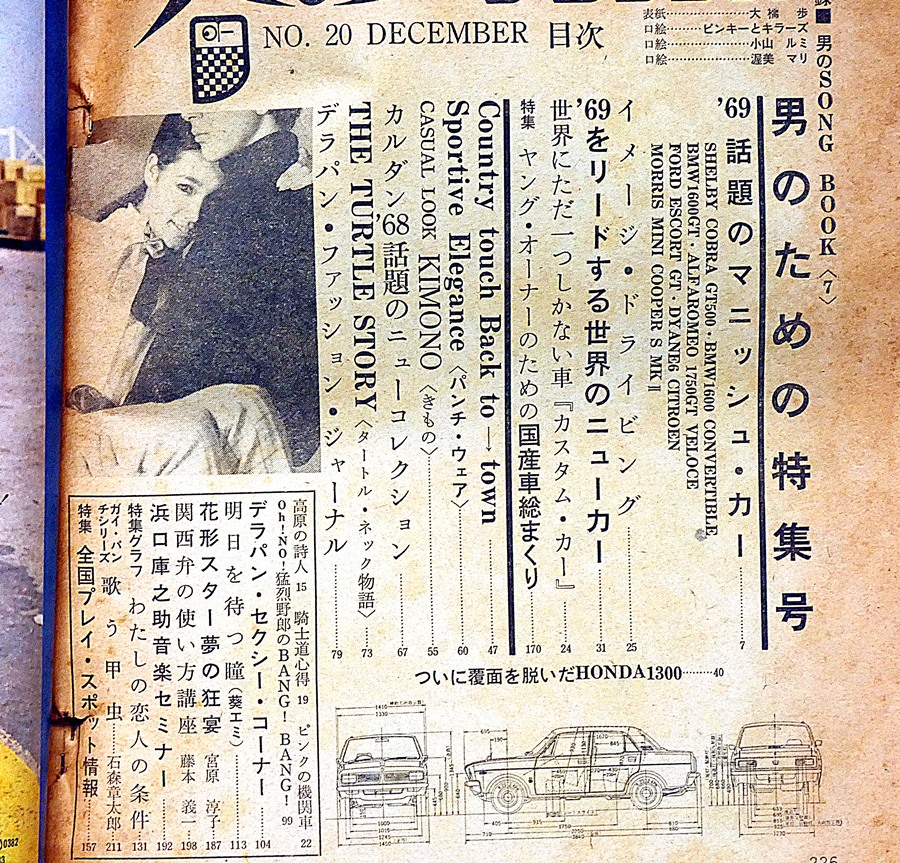 NO. 20 DECEMBER 目次
表紙 大橋 歩
口絵 ピンキーとキラーズ
口絵 小山 ルミ
口絵 渥美 マリ
男のSONG BOOK〈7〉
男のための特集号
'69 話題のマニッシュ・カー 7
SHELBY COBRA GT500・BMW1600 CONVERTIBLE
BMW1600GT・ALFAROMEO 1750GT VELOCE
FORD ESCORT GT・DYANE6 CITROEN
MORRIS MINI COOPER S MKⅡ
イメージ・ドライビング
'69をリードする世界のニューカー 31
世界にただ一つしかない車『カスタム・カー』 24
特集 ヤング・オーナーのための国産車総まくり 170
Country touch Back to → town 47
Sportive Elegance〈パンチ・ウェア〉 60
CASUAL LOOK KIMONO〈きもの〉 55
カルダン'68話題のニューコレクション 67
THE TURTLE STORY〈タートル・ネック物語〉 73
デラパン・ファッション・ジャーナル 79
ついに覆面を脱いだHONDA1300 40
高原の詩人 15 騎士道心得 19 ピンクの機関車 22
Oh!NO!猛烈野郎のBANG! BANG! 99
デラパン・セクシー・コーナー 104
明日を待つ瞳(葵エミ) 113
花形スター夢の狂宴 宮原 淳子 187
関西弁の使い方講座 藤本 義一 198
浜口庫之助音楽セミナー 192
特集グラフ わたしの恋人の条件 131
ガイ・パンチシリーズ 歌う甲虫 石森章太郎 211
特集 全国プレイ・スポット情報 157
226